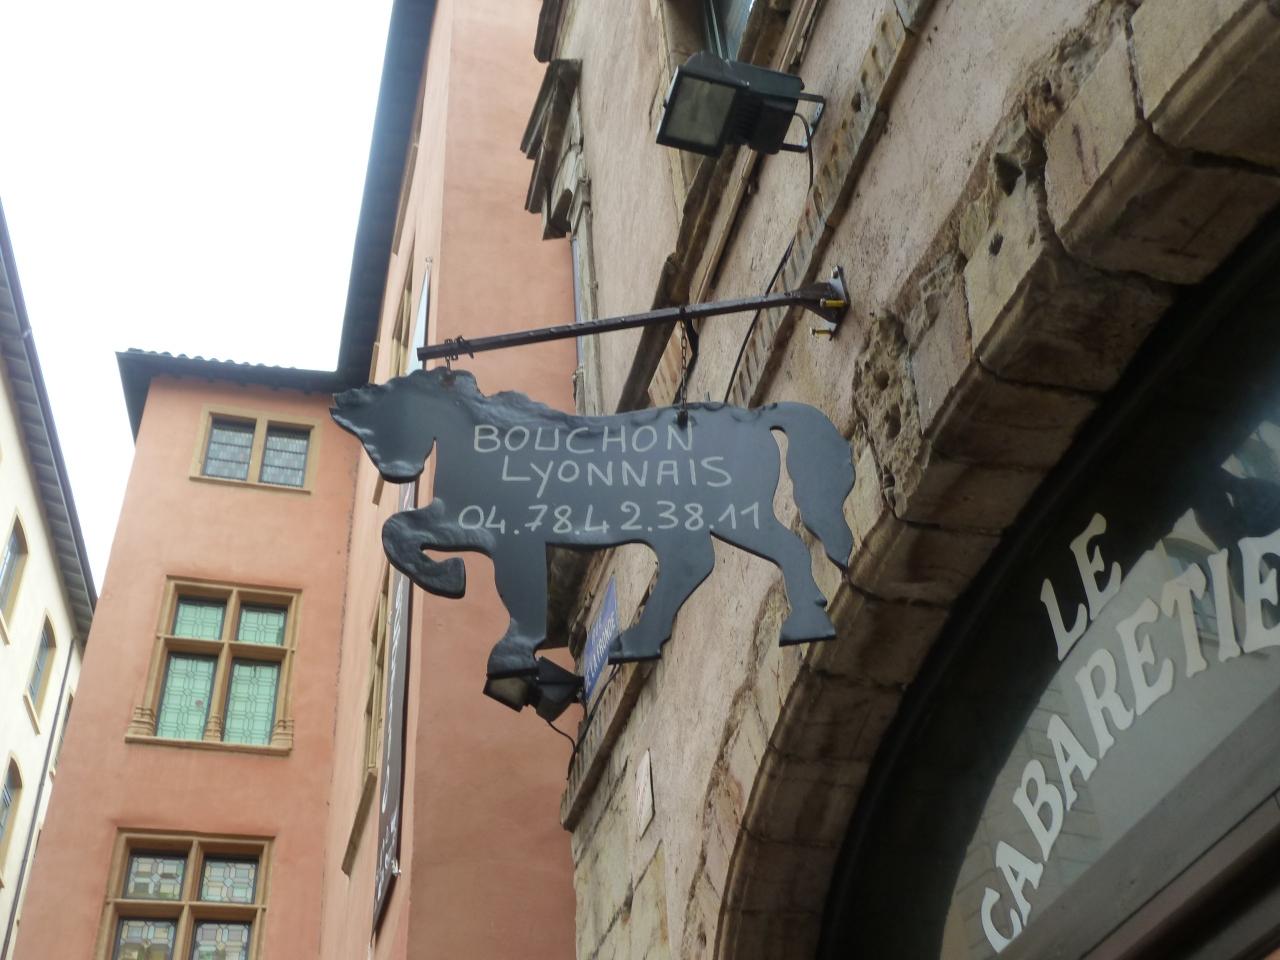 BOUCHON
LYONNAIS
04.78.42.38.11
LE
CABARETIE